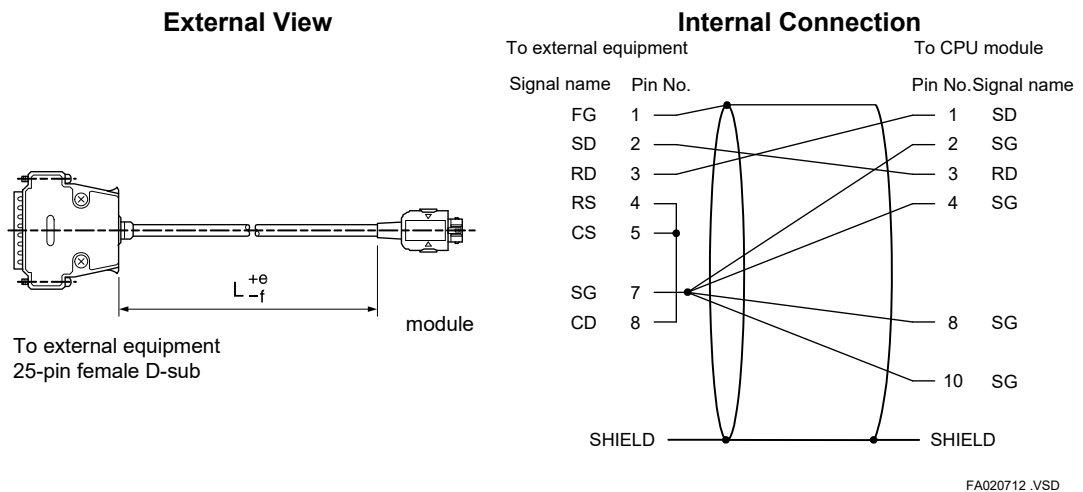 External View
L +e -f
module
To external equipment
25-pin female D-sub
Internal Connection
To external equipment To CPU module
Signal name Pin No. Pin No.Signal name
FG 1 1 SD
SD 2 2 SG
RD 3 3 RD
RS 4 4 SG
CS 5
SG 7
CD 8 8 SG
10 SG
SHIELD SHIELD
FA020712 .VSD